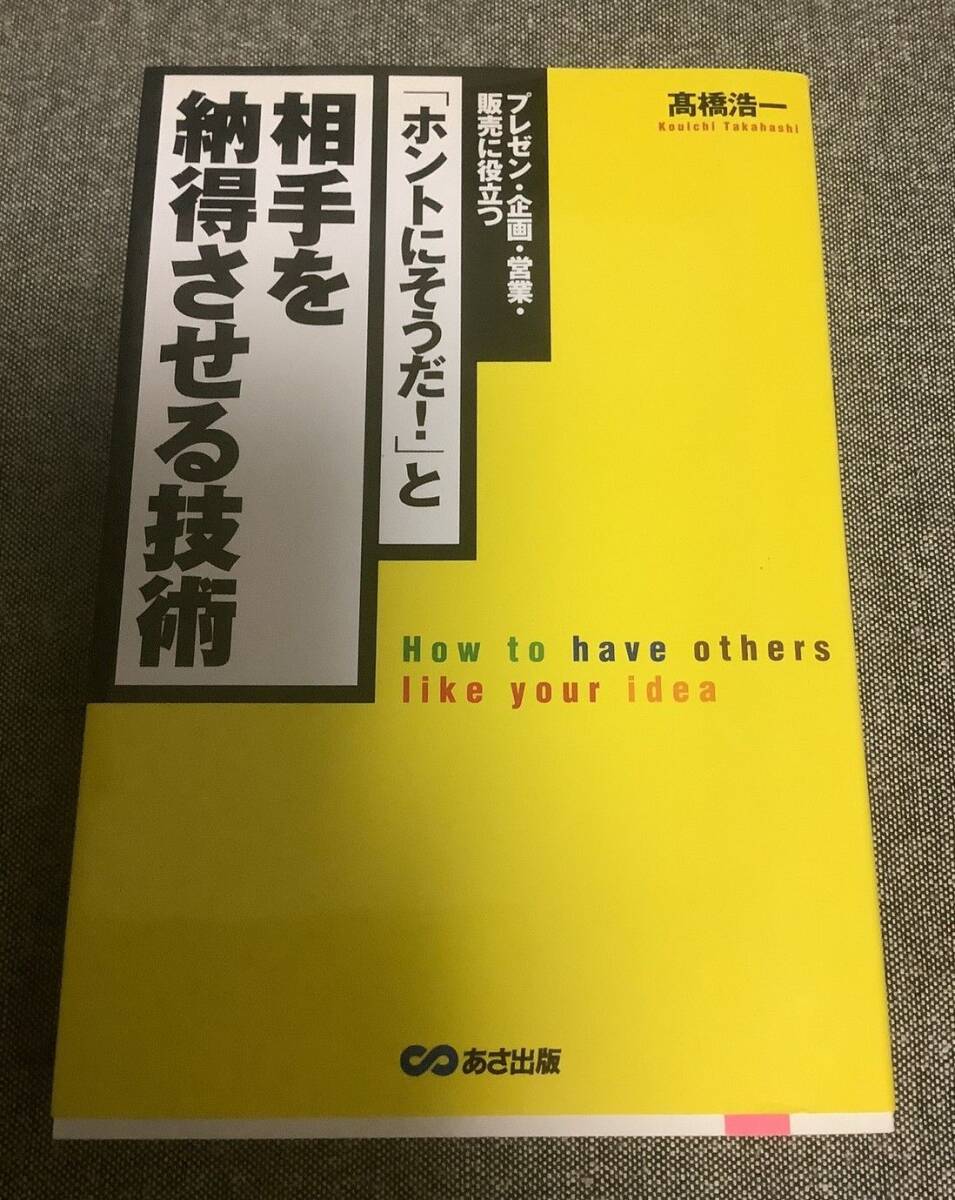 髙橋浩一
Kouichi Takahashi
プレゼン・企画・営業・
販売に役立つ
「ホントにそうだ！」と
相手を
納得させる技術
How to have others
like your idea
あさ出版